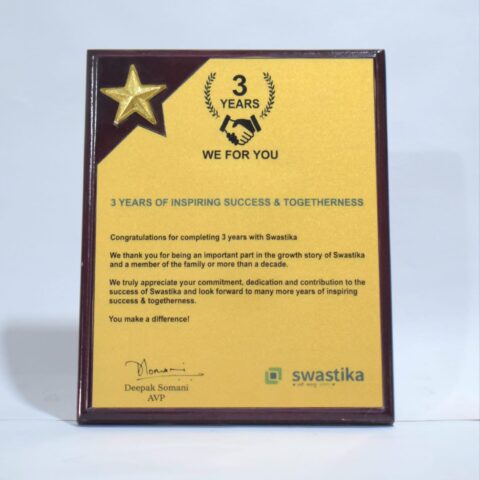 3
YEARS
WE FOR YOU
3 YEARS OF INSPIRING SUCCESS & TOGETHERNESS
Congratulations for completing 3 years with Swastika
We thank you for being an important part in the growth story of Swastika
and a member of the family or more than a decade.
We truly appreciate your commitment, dedication and contribution to the
success of Swastika and look forward to many more years of inspiring
success & togetherness.
You make a difference!
Deepak Somani
AVP
swastika